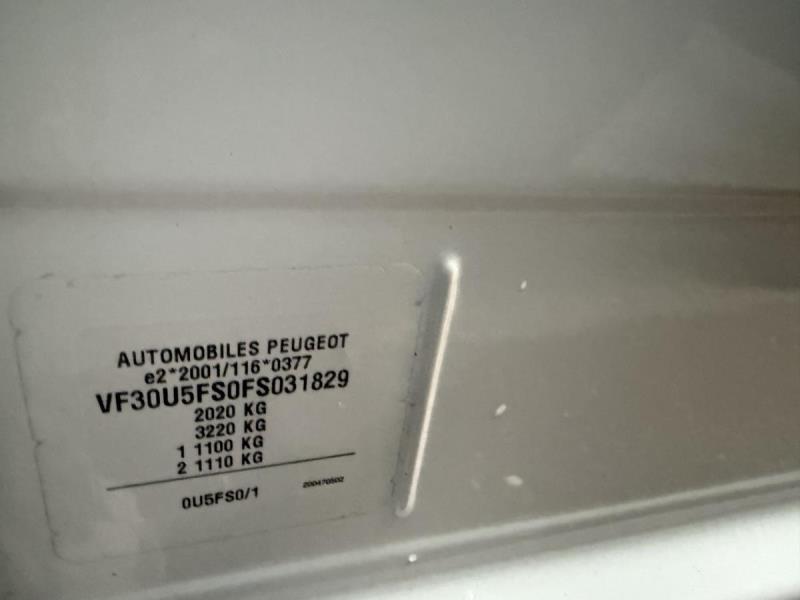 AUTOMOBILES PEUGEOT
e2*2001/116*0377
VF30U5FS0FS031829
2020 KG
3220 KG
1 1100 KG
2 1110 KG
0U5FS0/1